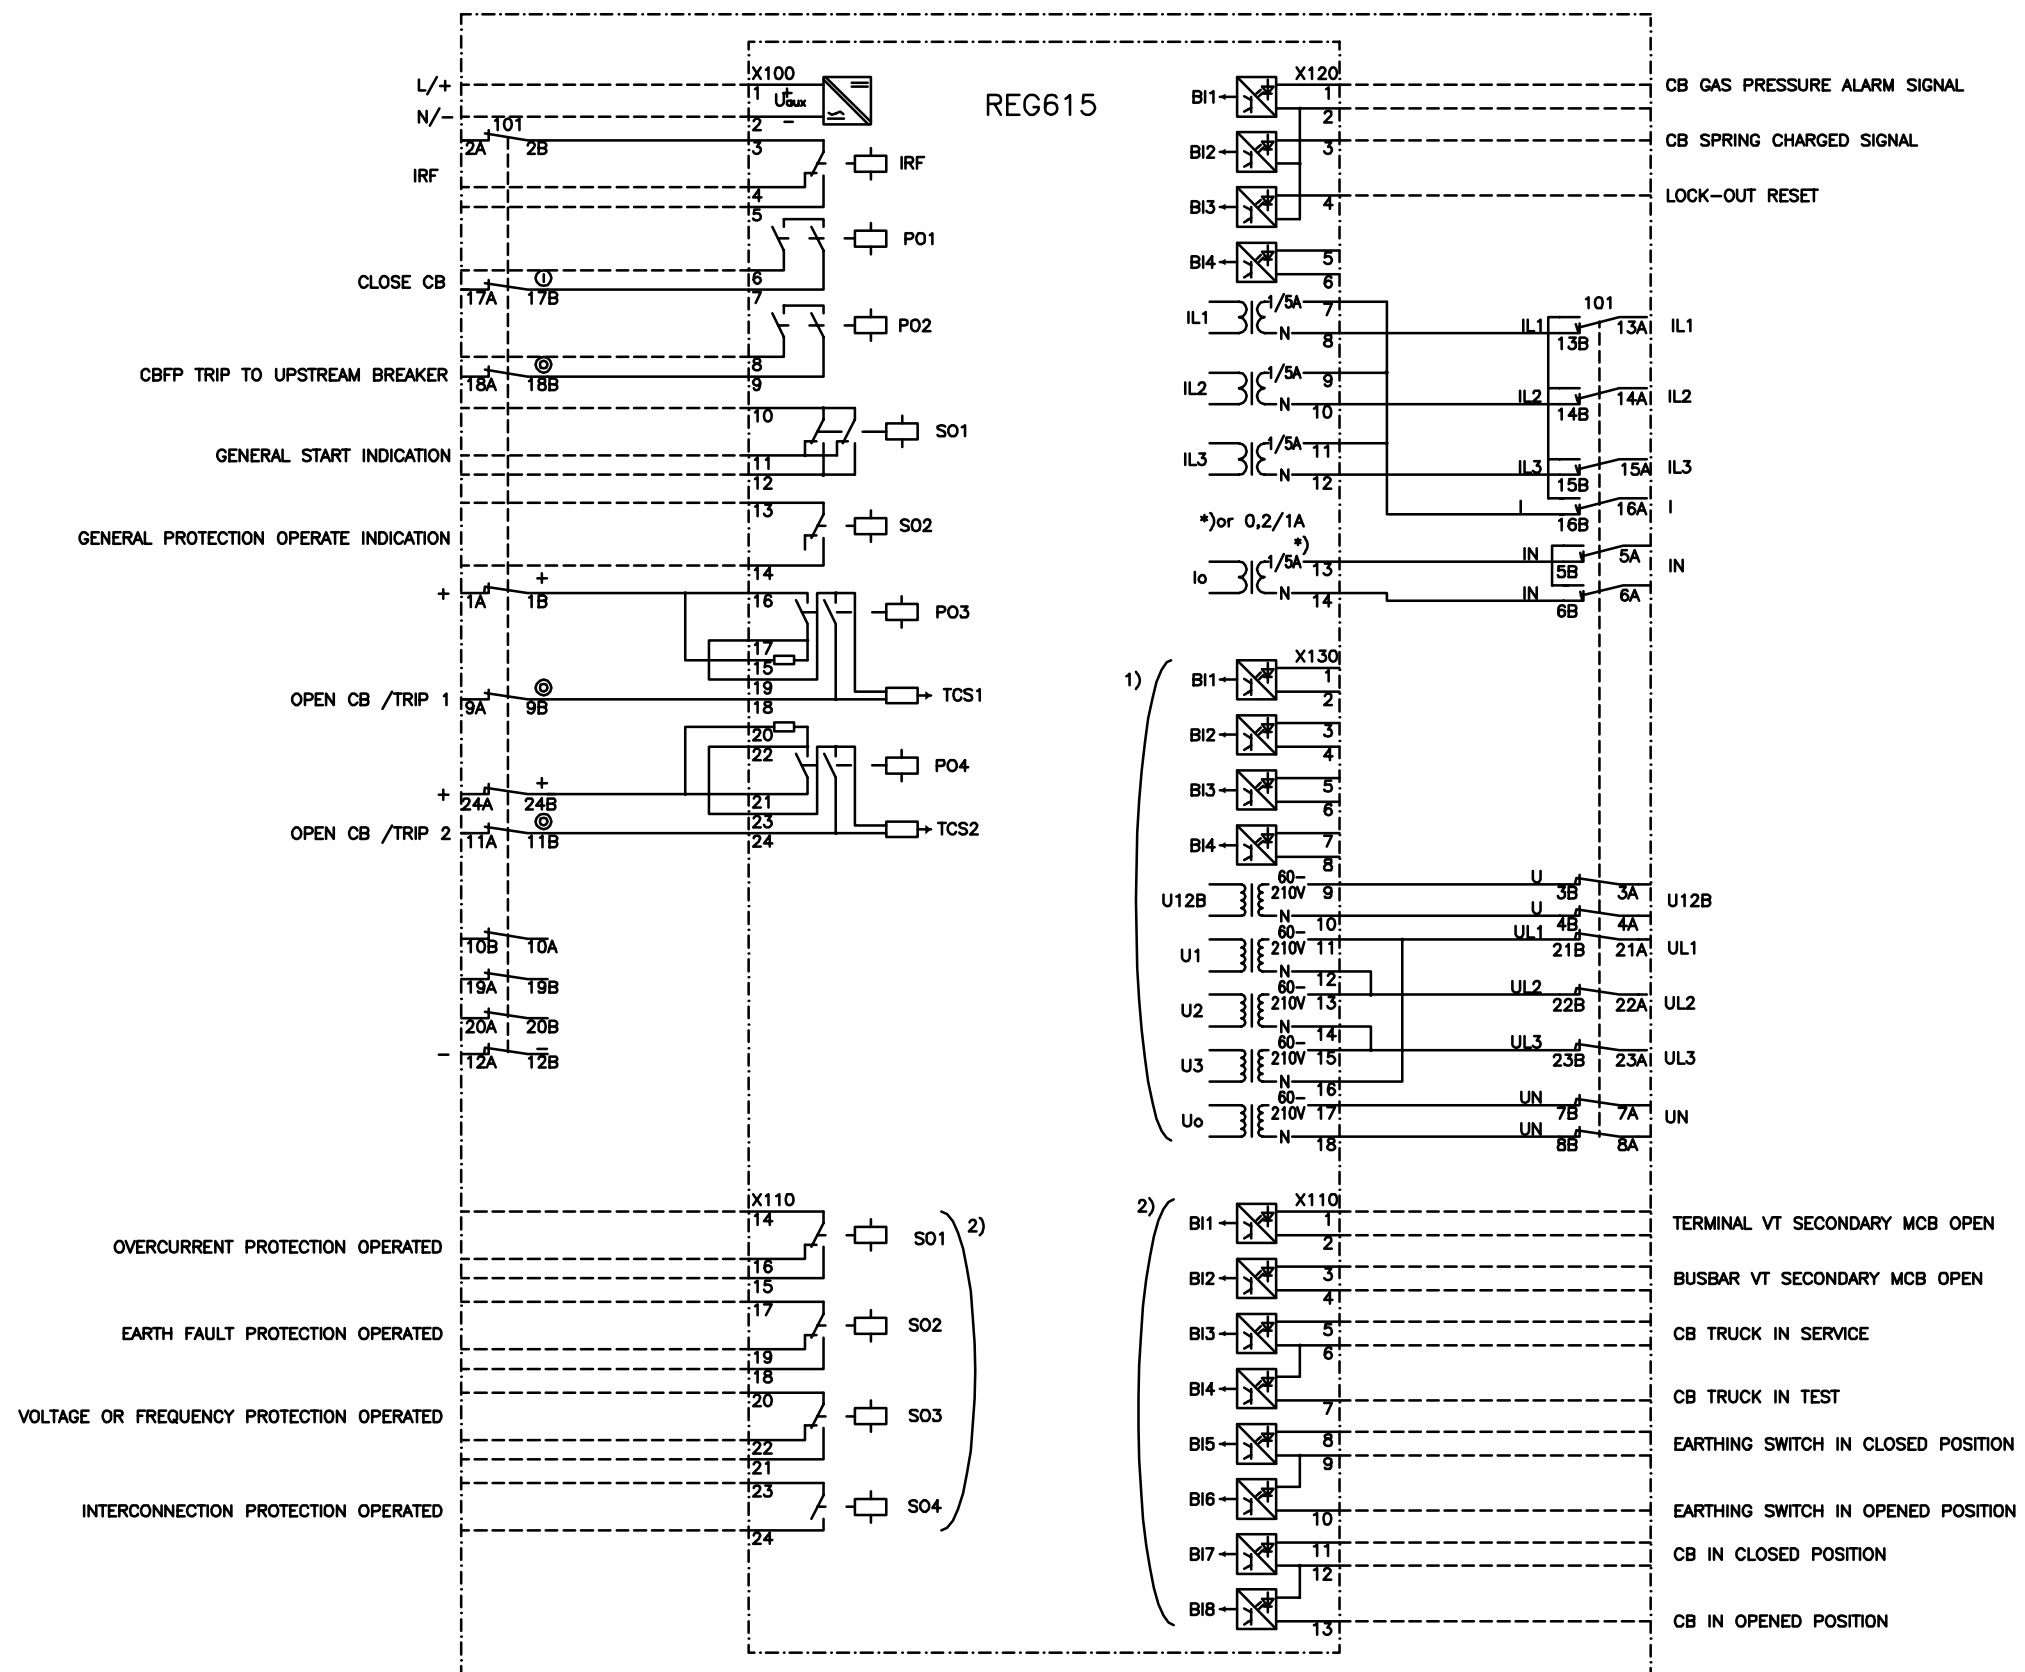 REG615
L/+
N/-
101
2A 2B
IRF
CLOSE CB
17A 17B
CBFP TRIP TO UPSTREAM BREAKER
18A 18B
GENERAL START INDICATION
GENERAL PROTECTION OPERATE INDICATION
+ 1A 1B +
OPEN CB /TRIP 1
9A 9B
+ 24A 24B +
OPEN CB /TRIP 2
11A 11B
10B 10A
19A 19B
20A 20B
- 12A 12B -
OVERCURRENT PROTECTION OPERATED
EARTH FAULT PROTECTION OPERATED
VOLTAGE OR FREQUENCY PROTECTION OPERATED
INTERCONNECTION PROTECTION OPERATED
X100
1
+
Uaux
2 -
3
IRF
4
5
PO1
6
7
PO2
8
9
10
SO1
11
12
13
SO2
14
16
PO3
17
15
19
18
TCS1
20
22
PO4
21
23
24
TCS2
X110
14
SO1
16
15
17
SO2
19
18
20
SO3
22
21
23
SO4
24
2)
X120
BI1 1
2
BI2 3
BI3 4
BI4 5
6
IL1 1/5A 7
N 8
IL2 1/5A 9
N 10
IL3 1/5A 11
N 12
*)or 0,2/1A
*)
Io 1/5A 13
N 14
1)
X130
BI1 1
2
BI2 3
4
BI3 5
6
BI4 7
8
U12B 60-
210V 9
N 10
U1 60-
210V 11
N 12
U2 60-
210V 13
N 14
U3 60-
210V 15
N 16
Uo 60-
210V 17
N 18
2)
X110
BI1 1
2
BI2 3
4
BI3 5
6
BI4 7
BI5 8
9
BI6 10
BI7 11
12
BI8 13
CB GAS PRESSURE ALARM SIGNAL
CB SPRING CHARGED SIGNAL
LOCK-OUT RESET
101
IL1 13B 13A IL1
IL2 14B 14A IL2
IL3 15B 15A IL3
I 16B 16A I
IN 5B 5A
IN
IN 6B 6A
U 3B 3A
U12B
U 4B 4A
UL1 21B 21A UL1
UL2 22B 22A UL2
UL3 23B 23A UL3
UN 7B 7A
UN
UN 8B 8A
TERMINAL VT SECONDARY MCB OPEN
BUSBAR VT SECONDARY MCB OPEN
CB TRUCK IN SERVICE
CB TRUCK IN TEST
EARTHING SWITCH IN CLOSED POSITION
EARTHING SWITCH IN OPENED POSITION
CB IN CLOSED POSITION
CB IN OPENED POSITION